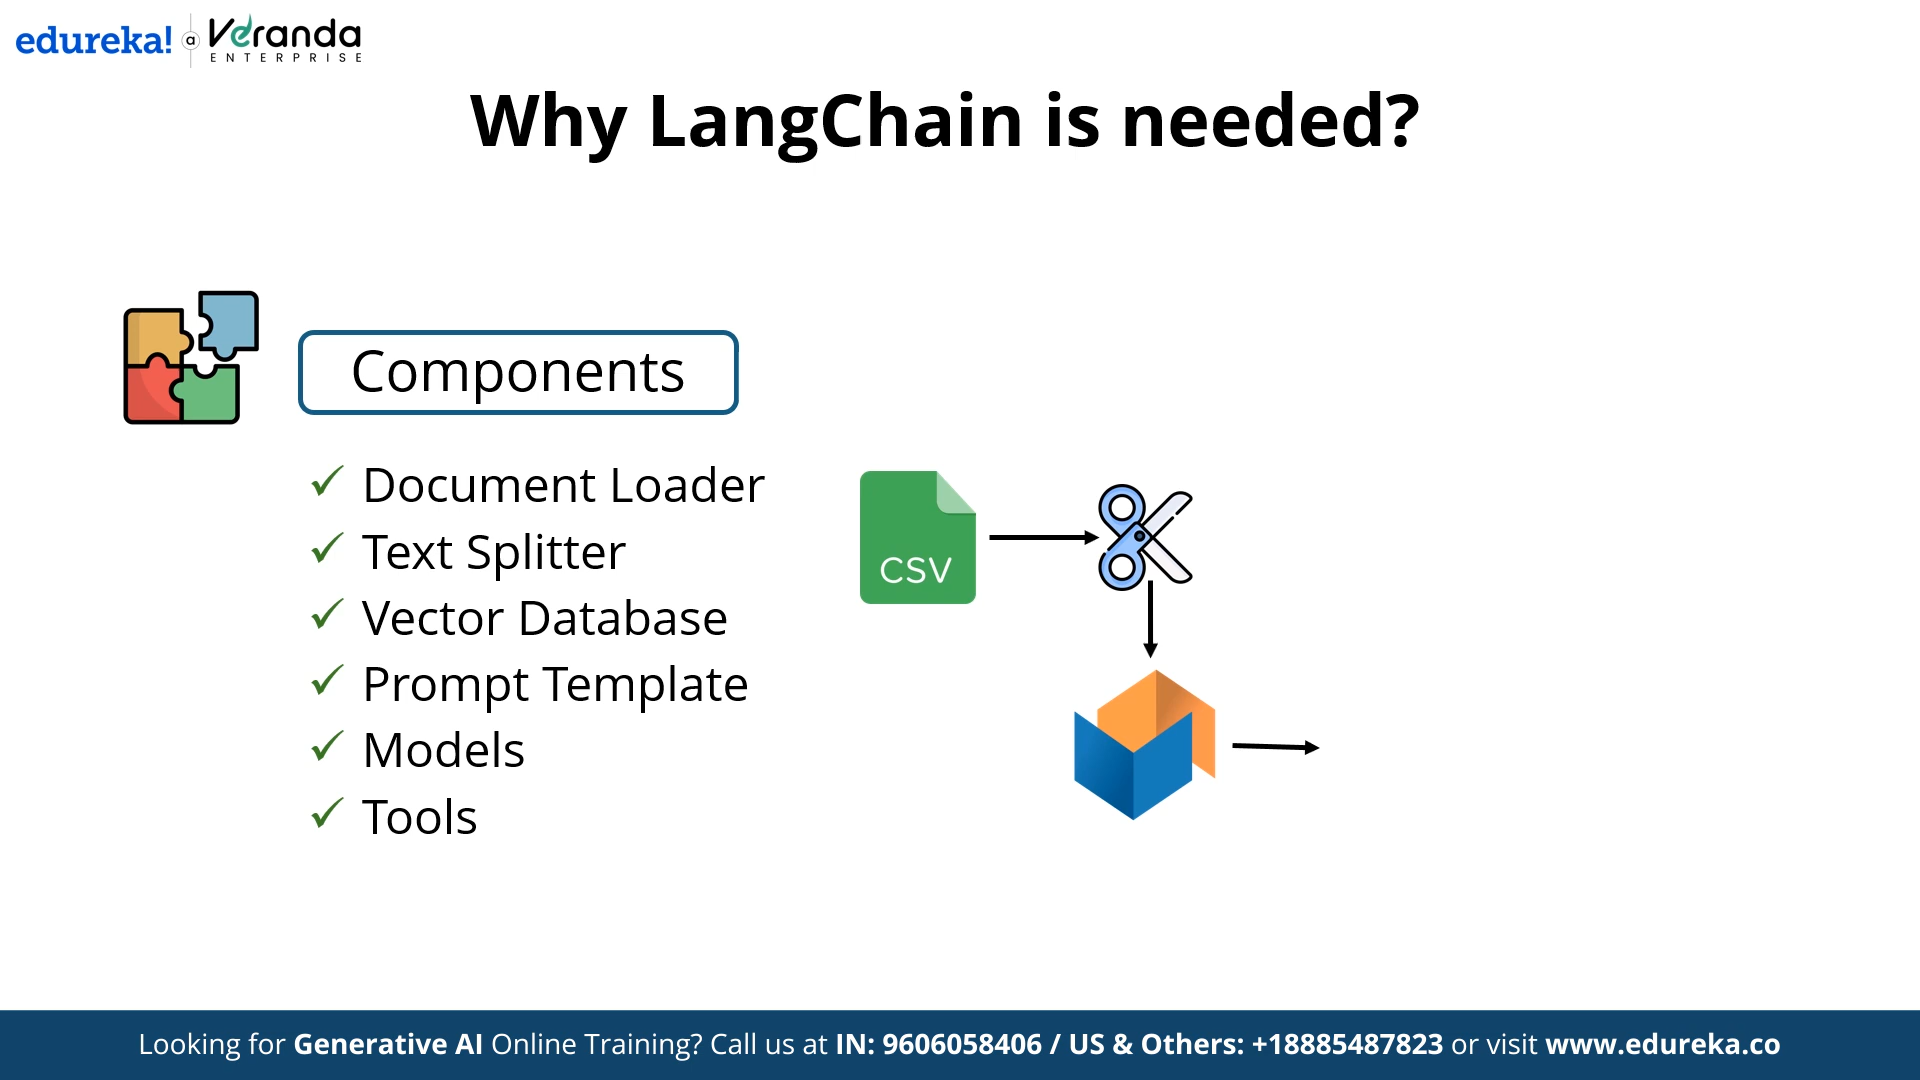 edureka! a Veranda
ENTERPRISE
Why LangChain is needed?
Components
Document Loader
Text Splitter
Vector Database
Prompt Template
Models
Tools
CSV
Looking for Generative AI Online Training? Call us at IN: 9606058406 / US & Others: +18885487823 or visit www.edureka.co